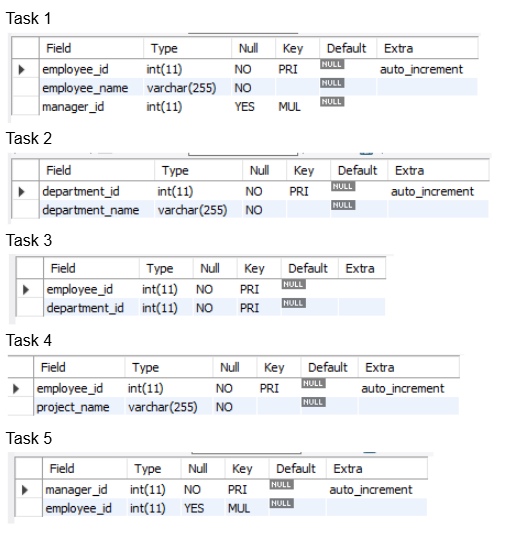 Task 1
Field Type Null Key Default Extra
employee_id int(11) NO PRI NULL auto_increment
employee_name varchar(255) NO NULL
manager_id int(11) YES MUL NULL
Task 2
Field Type Null Key Default Extra
department_id int(11) NO PRI NULL auto_increment
department_name varchar(255) NO NULL
Task 3
Field Type Null Key Default Extra
employee_id int(11) NO PRI NULL
department_id int(11) NO PRI NULL
Task 4
Field Type Null Key Default Extra
employee_id int(11) NO PRI NULL auto_increment
project_name varchar(255) NO NULL
Task 5
Field Type Null Key Default Extra
manager_id int(11) NO PRI NULL auto_increment
employee_id int(11) YES MUL NULL